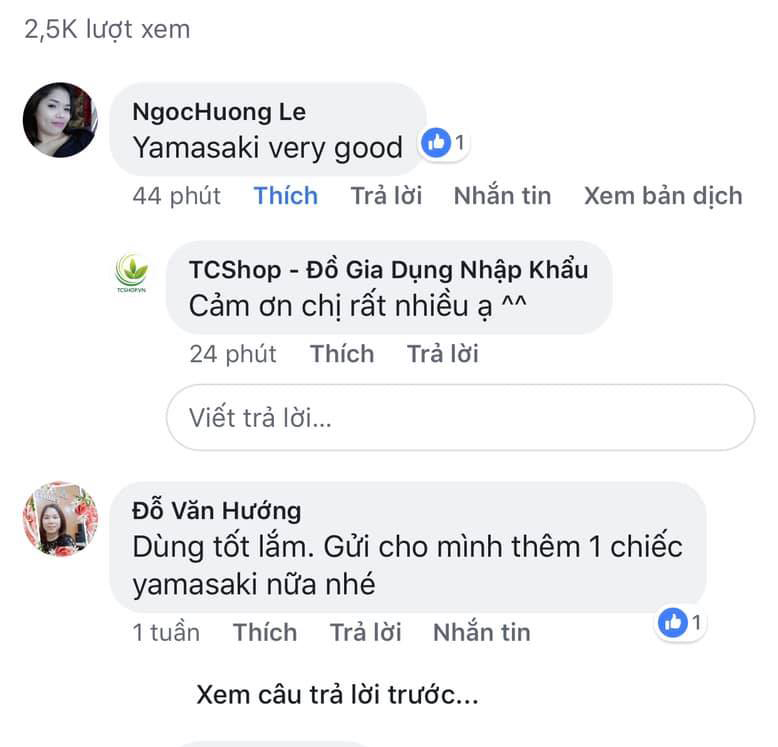 2,5K lượt xem
NgocHuong Le
Yamasaki very good
1
44 phút Thích Trả lời Nhắn tin Xem bản dịch
TCSHOP.VN
TCShop - Đồ Gia Dụng Nhập Khẩu
Cảm ơn chị rất nhiều ạ ^^
24 phút Thích Trả lời
Viết trả lời...
Đỗ Văn Hướng
Dùng tốt lắm. Gửi cho mình thêm 1 chiếc
yamasaki nữa nhé
1
1 tuần Thích Trả lời Nhắn tin
Xem câu trả lời trước...